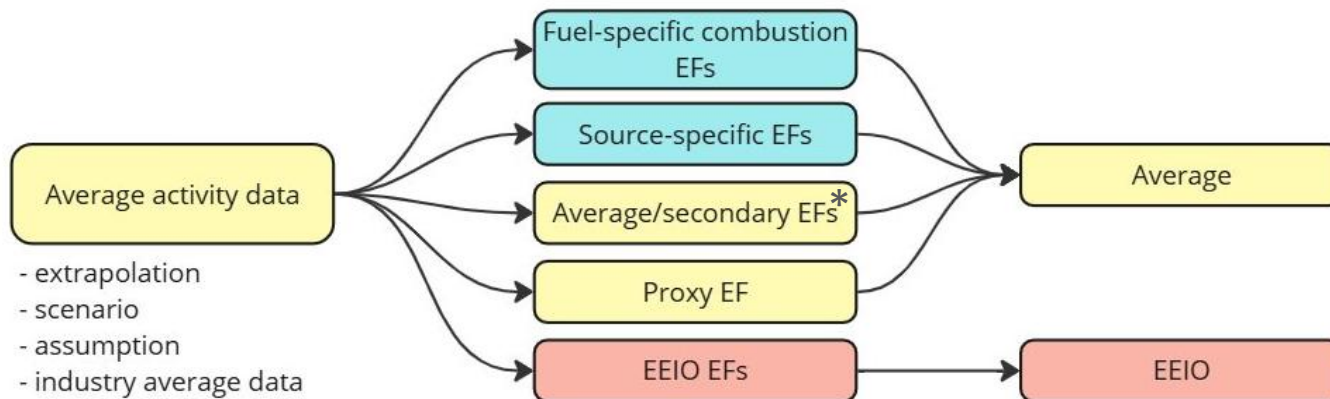 Fuel-specific combustion
EFs
Source-specific EFs
Average activity data
Average/secondary EFs*
Average
- extrapolation
- scenario
- assumption
- industry average data
Proxy EF
EEIO EFs
EEIO